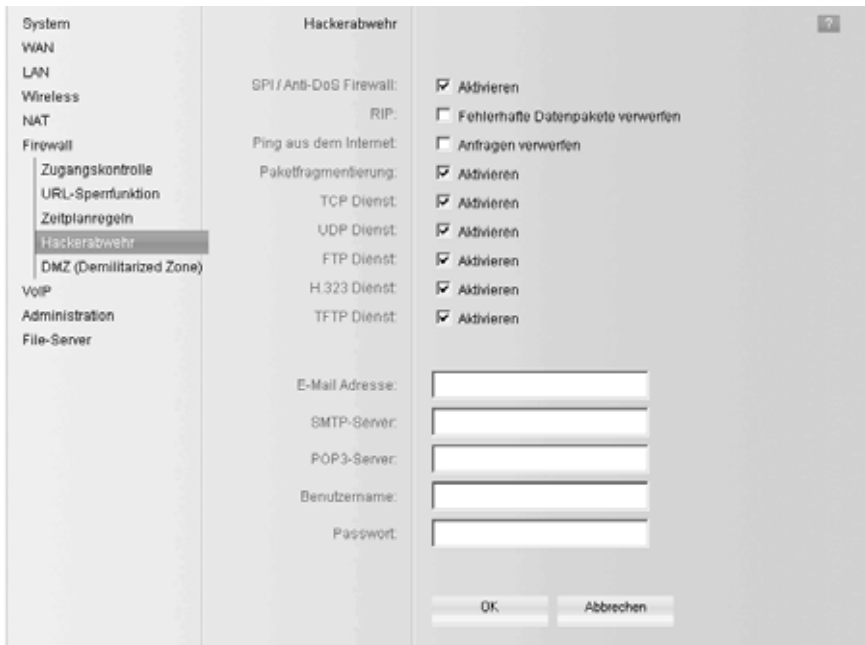 System
WAN
LAN
Wireless
NAT
Firewall
Zugangskontrolle
URL-Sperrfunktion
Zeitplanregeln
Hackerabwehr
DMZ (Demilitarized Zone)
VoIP
Administration
File-Server
Hackerabwehr
?
SPI / Anti-DoS Firewall: Aktivieren
RIP: Fehlerhafte Datenpakete verwerfen
Ping aus dem Internet: Anfragen verwerfen
Paketfragmentierung: Aktivieren
TCP Dienst: Aktivieren
UDP Dienst: Aktivieren
FTP Dienst: Aktivieren
H.323 Dienst: Aktivieren
TFTP Dienst: Aktivieren
E-Mail Adresse:
SMTP-Server:
POP3-Server:
Benutzername:
Passwort:
OK Abbrechen